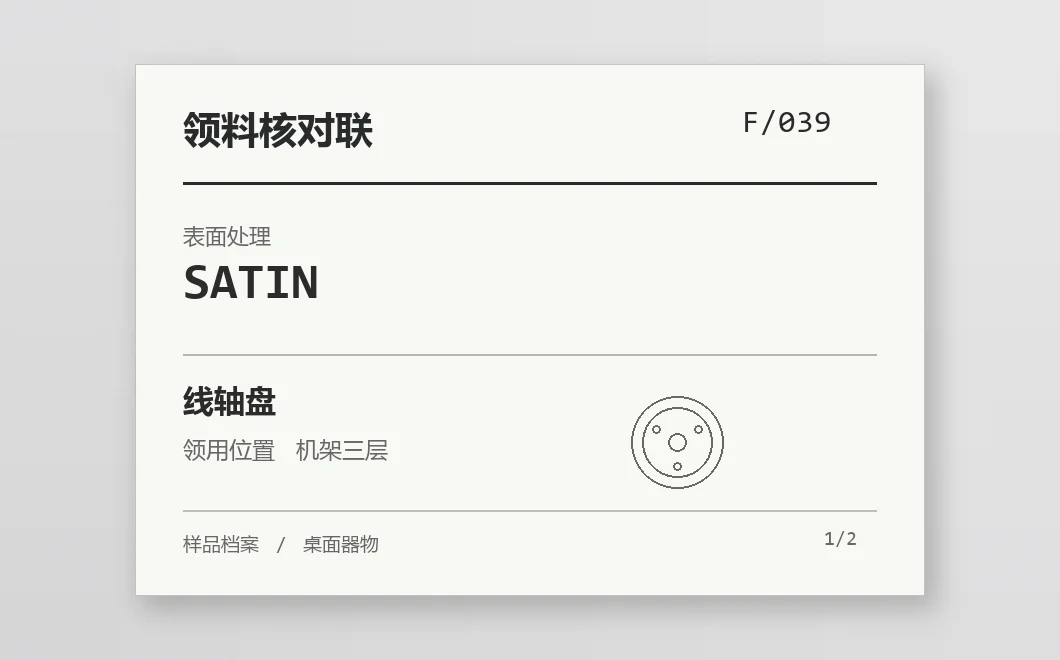 领料核对联
F/039
表面处理
SATIN
线轴盘
领用位置 机架三层
样品档案 / 桌面器物
1/2